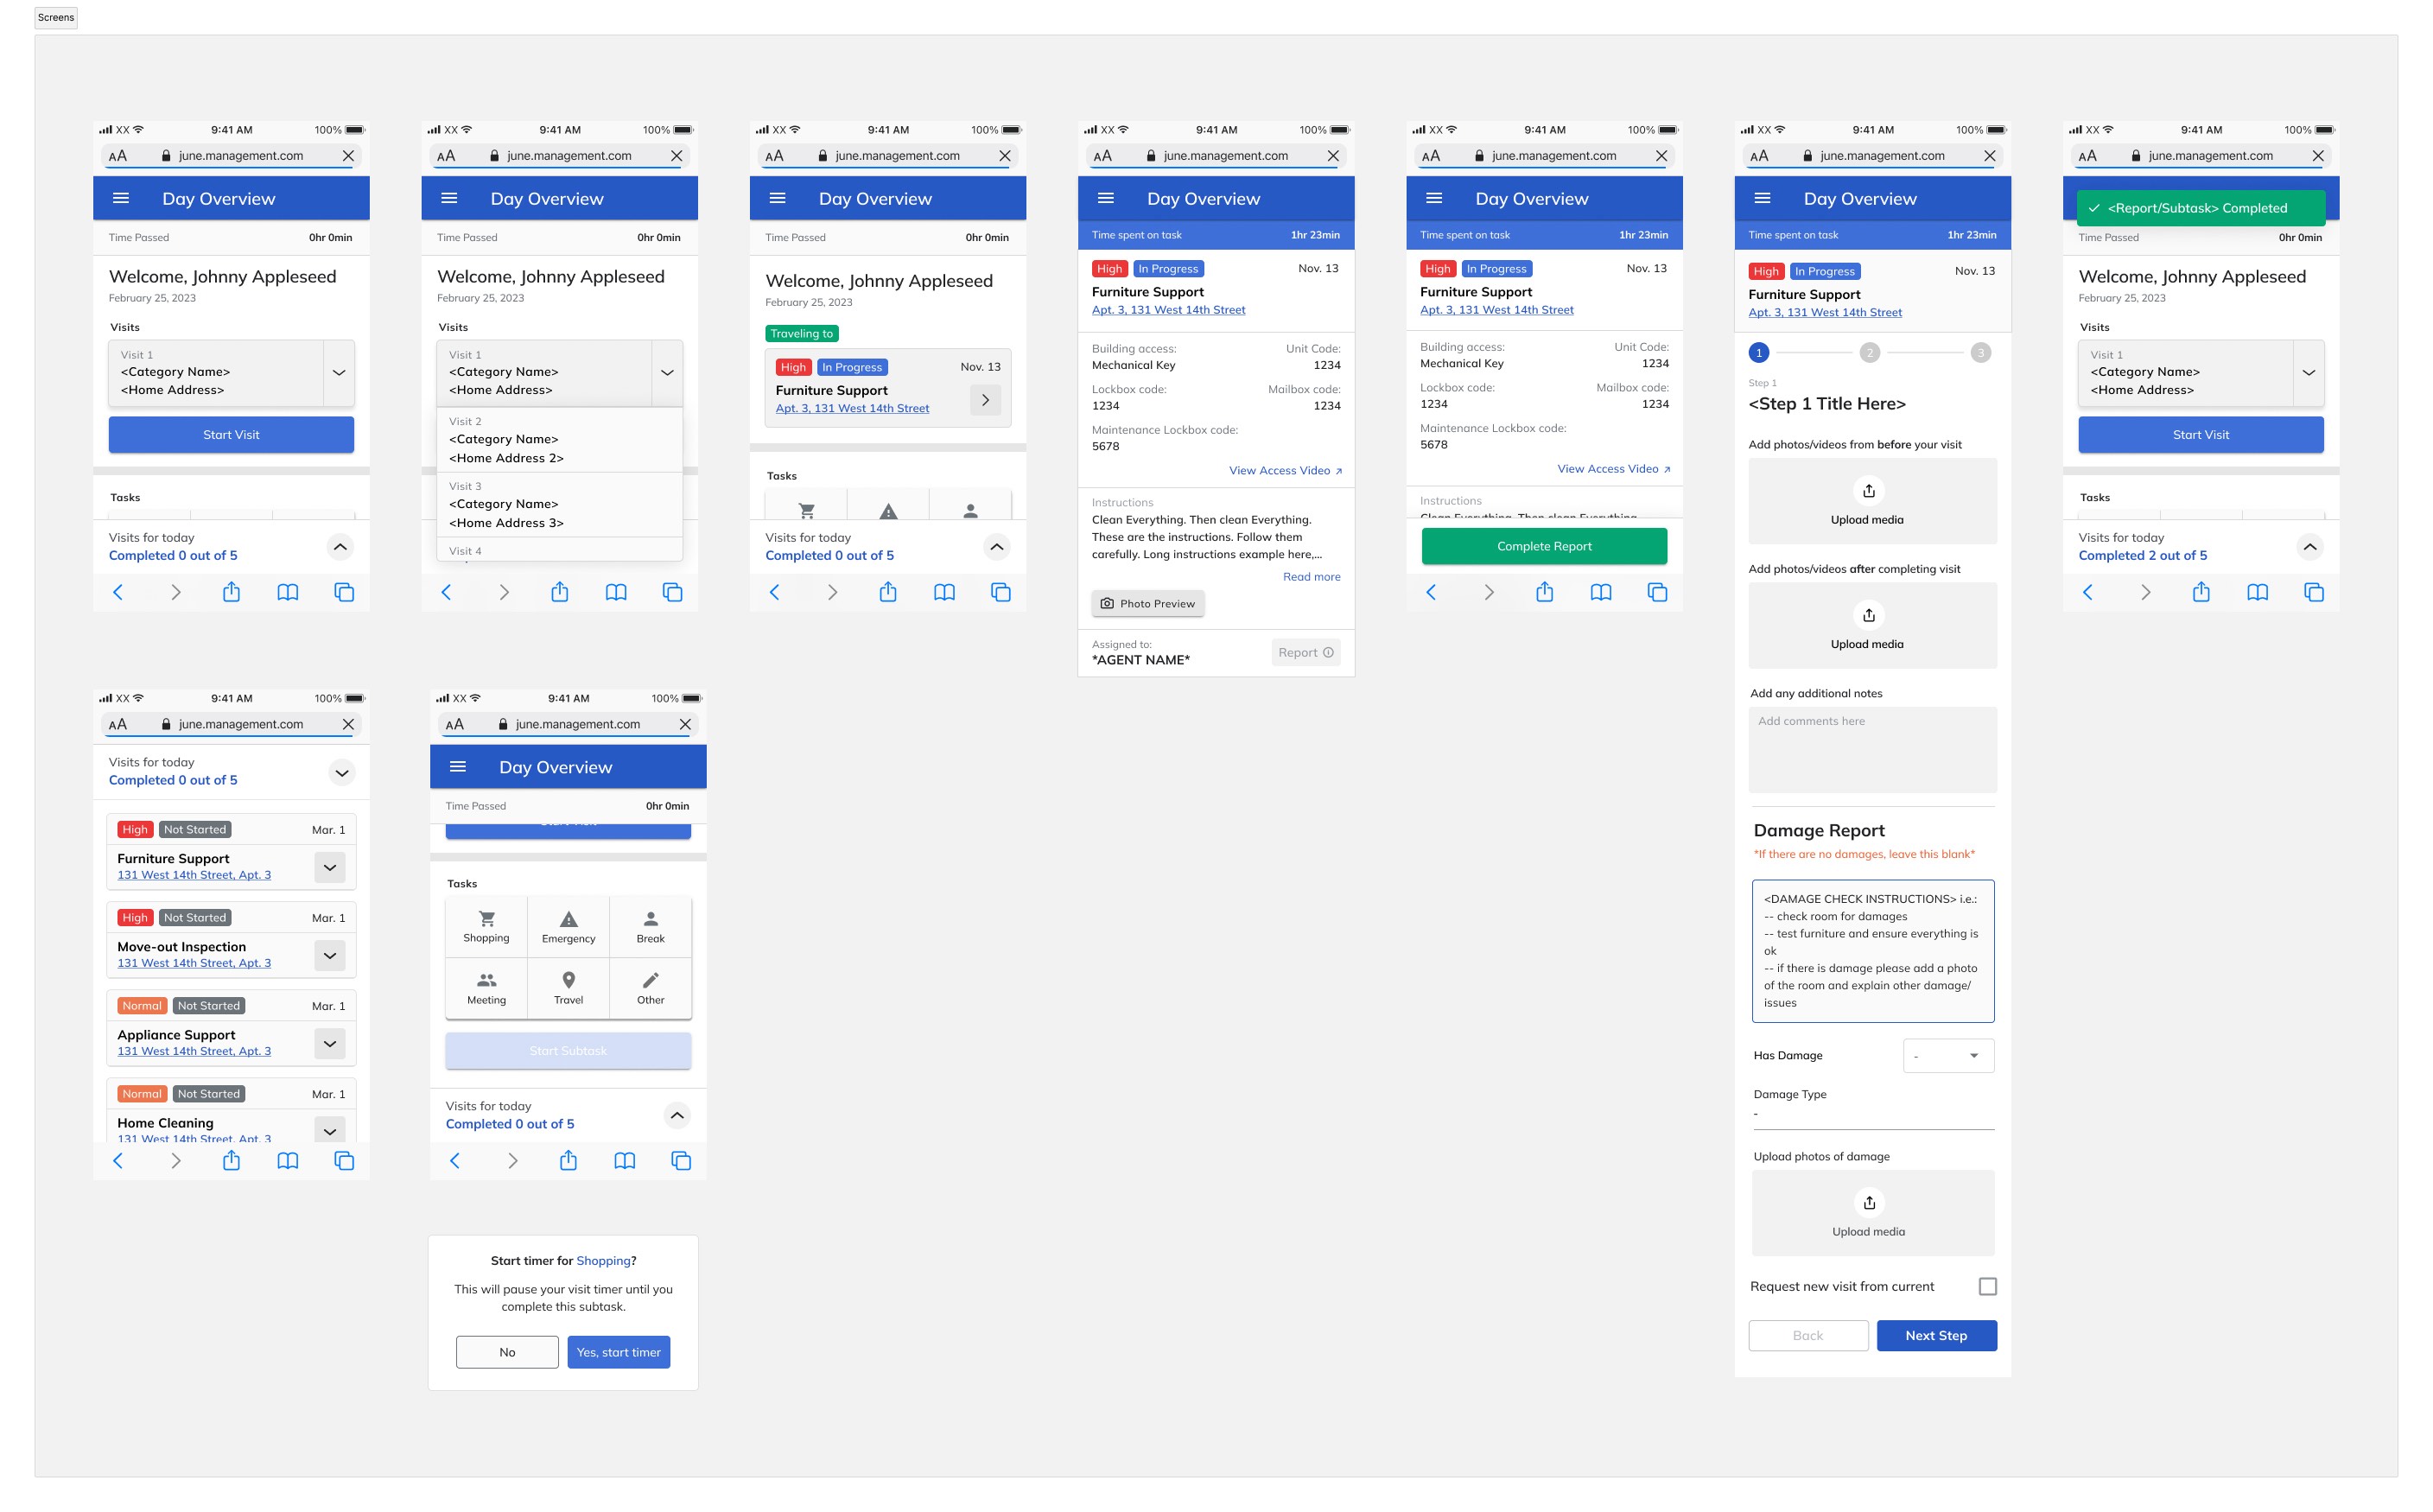 Screens
XX
9:41 AM
100%
AA
june.management.com
Day Overview
Time Passed
0hr 0min
Welcome, Johnny Appleseed
February 25, 2023
Visits
Visit 1
<Category Name>
<Home Address>
Start Visit
Tasks
Visits for today
Completed 0 out of 5
XX
9:41 AM
100%
AA
june.management.com
Day Overview
Time Passed
0hr 0min
Welcome, Johnny Appleseed
February 25, 2023
Visits
Visit 1
<Category Name>
<Home Address>
Visit 2
<Category Name>
<Home Address 2>
Visit 3
<Category Name>
<Home Address 3>
Visit 4
XX
9:41 AM
100%
AA
june.management.com
Day Overview
Time Passed
0hr 0min
Welcome, Johnny Appleseed
February 25, 2023
Traveling to
High
In Progress
Nov. 13
Furniture Support
Apt. 3, 131 West 14th Street
Tasks
Visits for today
Completed 0 out of 5
XX
9:41 AM
100%
AA
june.management.com
Day Overview
Time spent on task
1hr 23min
High
In Progress
Nov. 13
Furniture Support
Apt. 3, 131 West 14th Street
Building access:
Unit Code:
Mechanical Key
1234
Lockbox code:
Mailbox code:
1234
1234
Maintenance Lockbox code:
5678
View Access Video
Instructions
Clean Everything. Then clean Everything.
These are the instructions. Follow them
carefully. Long instructions example here,...
Read more
Photo Preview
Assigned to:
*AGENT NAME*
Report
XX
9:41 AM
100%
AA
june.management.com
Day Overview
Time spent on task
1hr 23min
High
In Progress
Nov. 13
Furniture Support
Apt. 3, 131 West 14th Street
Building access:
Unit Code:
Mechanical Key
1234
Lockbox code:
Mailbox code:
1234
1234
Maintenance Lockbox code:
5678
View Access Video
Instructions
Clean Everything. Then clean Everything.
Complete Report
XX
9:41 AM
100%
AA
june.management.com
Day Overview
Time spent on task
1hr 23min
High
In Progress
Nov. 13
Furniture Support
Apt. 3, 131 West 14th Street
1
2
3
Step 1
<Step 1 Title Here>
Add photos/videos from before your visit
Upload media
Add photos/videos after completing visit
Upload media
Add any additional notes
Add comments here
Damage Report
*If there are no damages, leave this blank*
<DAMAGE CHECK INSTRUCTIONS> i.e.:
-- check room for damages
-- test furniture and ensure everything is
ok
-- if there is damage please add a photo
of the room and explain other damage/
issues
Has Damage
-
Damage Type
-
Upload photos of damage
Upload media
Request new visit from current
Back
Next Step
XX
9:41 AM
100%
AA
june.management.com
<Report/Subtask> Completed
Time Passed
0hr 0min
Welcome, Johnny Appleseed
February 25, 2023
Visits
Visit 1
<Category Name>
<Home Address>
Start Visit
Tasks
Visits for today
Completed 2 out of 5
XX
9:41 AM
100%
AA
june.management.com
Visits for today
Completed 0 out of 5
High
Not Started
Mar. 1
Furniture Support
131 West 14th Street, Apt. 3
High
Not Started
Mar. 1
Move-out Inspection
131 West 14th Street, Apt. 3
Normal
Not Started
Mar. 1
Appliance Support
131 West 14th Street, Apt. 3
Normal
Not Started
Mar. 1
Home Cleaning
131 West 14th Street, Apt. 3
XX
9:41 AM
100%
AA
june.management.com
Day Overview
Time Passed
0hr 0min
Tasks
Shopping
Emergency
Break
Meeting
Travel
Other
Start Subtask
Visits for today
Completed 0 out of 5
Start timer for Shopping?
This will pause your visit timer until you
complete this subtask.
No
Yes, start timer